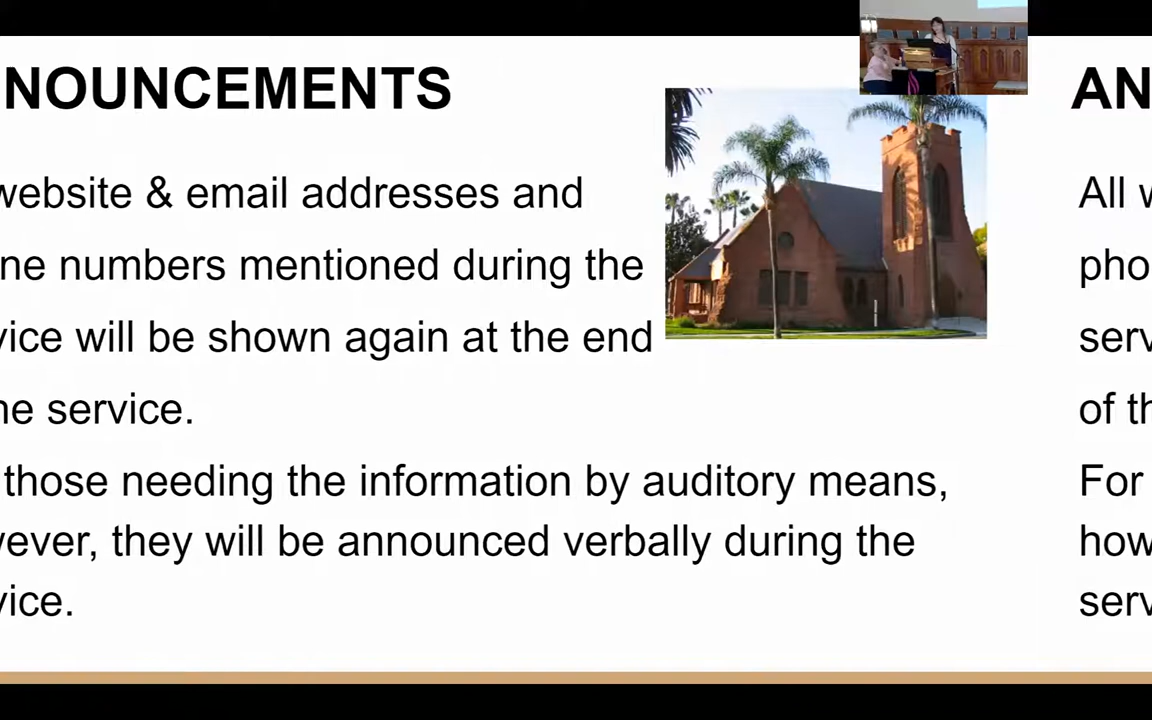 NOUNCEMENTS
website & email addresses and
ne numbers mentioned during the
vice will be shown again at the end
he service.
those needing the information by auditory means,
wever, they will be announced verbally during the
vice.
AN
All w
pho
serv
of th
For
how
serv